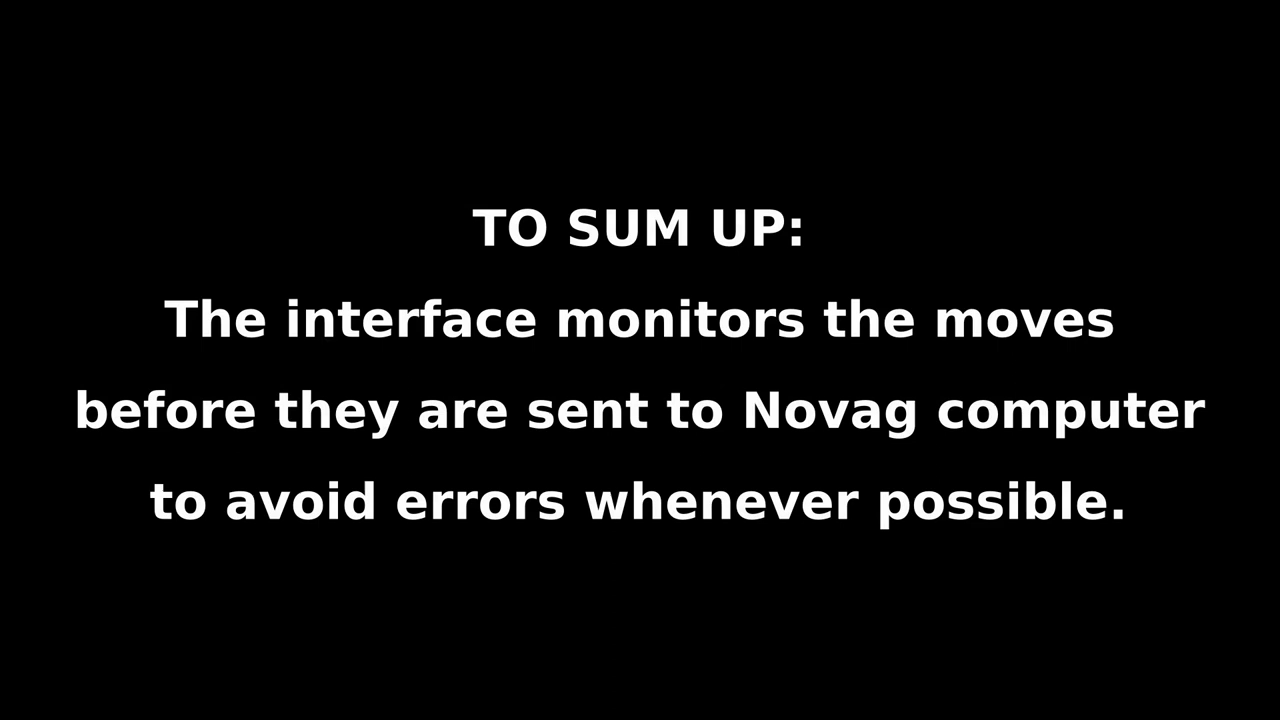 TO SUM UP:
The interface monitors the moves
before they are sent to Novag computer
to avoid errors whenever possible.